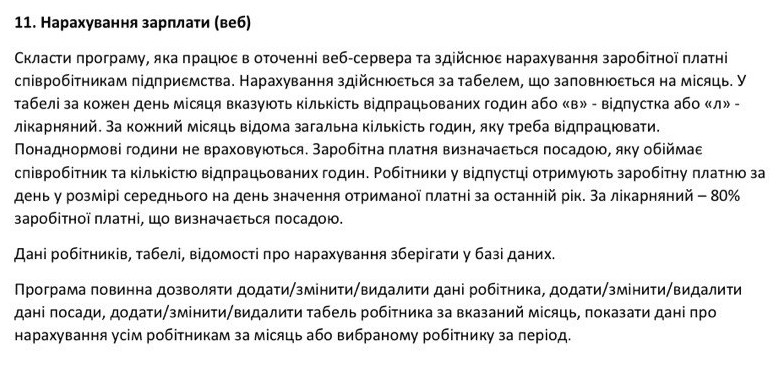 11. Нарахування зарплати (веб)
Скласти програму, яка працює в оточенні веб-сервера та здійснює нарахування заробітної платні
співробітникам підприємства. Нарахування здійснюється за табелем, що заповнюється на місяць. У
табелі за кожен день місяця вказують кількість відпрацьованих годин або «в» - відпустка або «л» -
лікарняний. За кожний місяць відома загальна кількість годин, яку треба відпрацювати.
Понаднормові години не враховуються. Заробітна платня визначається посадою, яку обіймає
співробітник та кількістю відпрацьованих годин. Робітники у відпустці отримують заробітну платню за
день у розмірі середнього на день значення отриманої платні за останній рік. За лікарняний – 80%
заробітної платні, що визначається посадою.
Дані робітників, табелі, відомості про нарахування зберігати у базі даних.
Програма повинна дозволяти додати/змінити/видалити дані робітника, додати/змінити/видалити
дані посади, додати/змінити/видалити табель робітника за вказаний місяць, показати дані про
нарахування усім робітникам за місяць або вибраному робітнику за період.